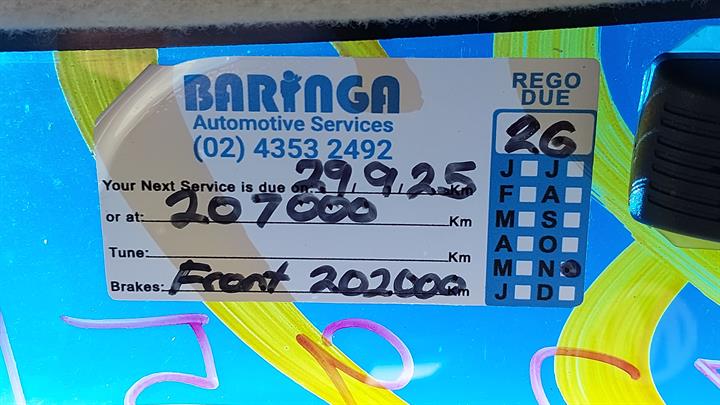 BARINGA
Automotive Services
(02) 4353 2492
Your Next Service is due on: 29.9.25 Km
or at: 207000 Km
Tune: Km
Brakes: Front 202000 Km
REGO
DUE
26
J J
F A
M S
A O
M N
J D